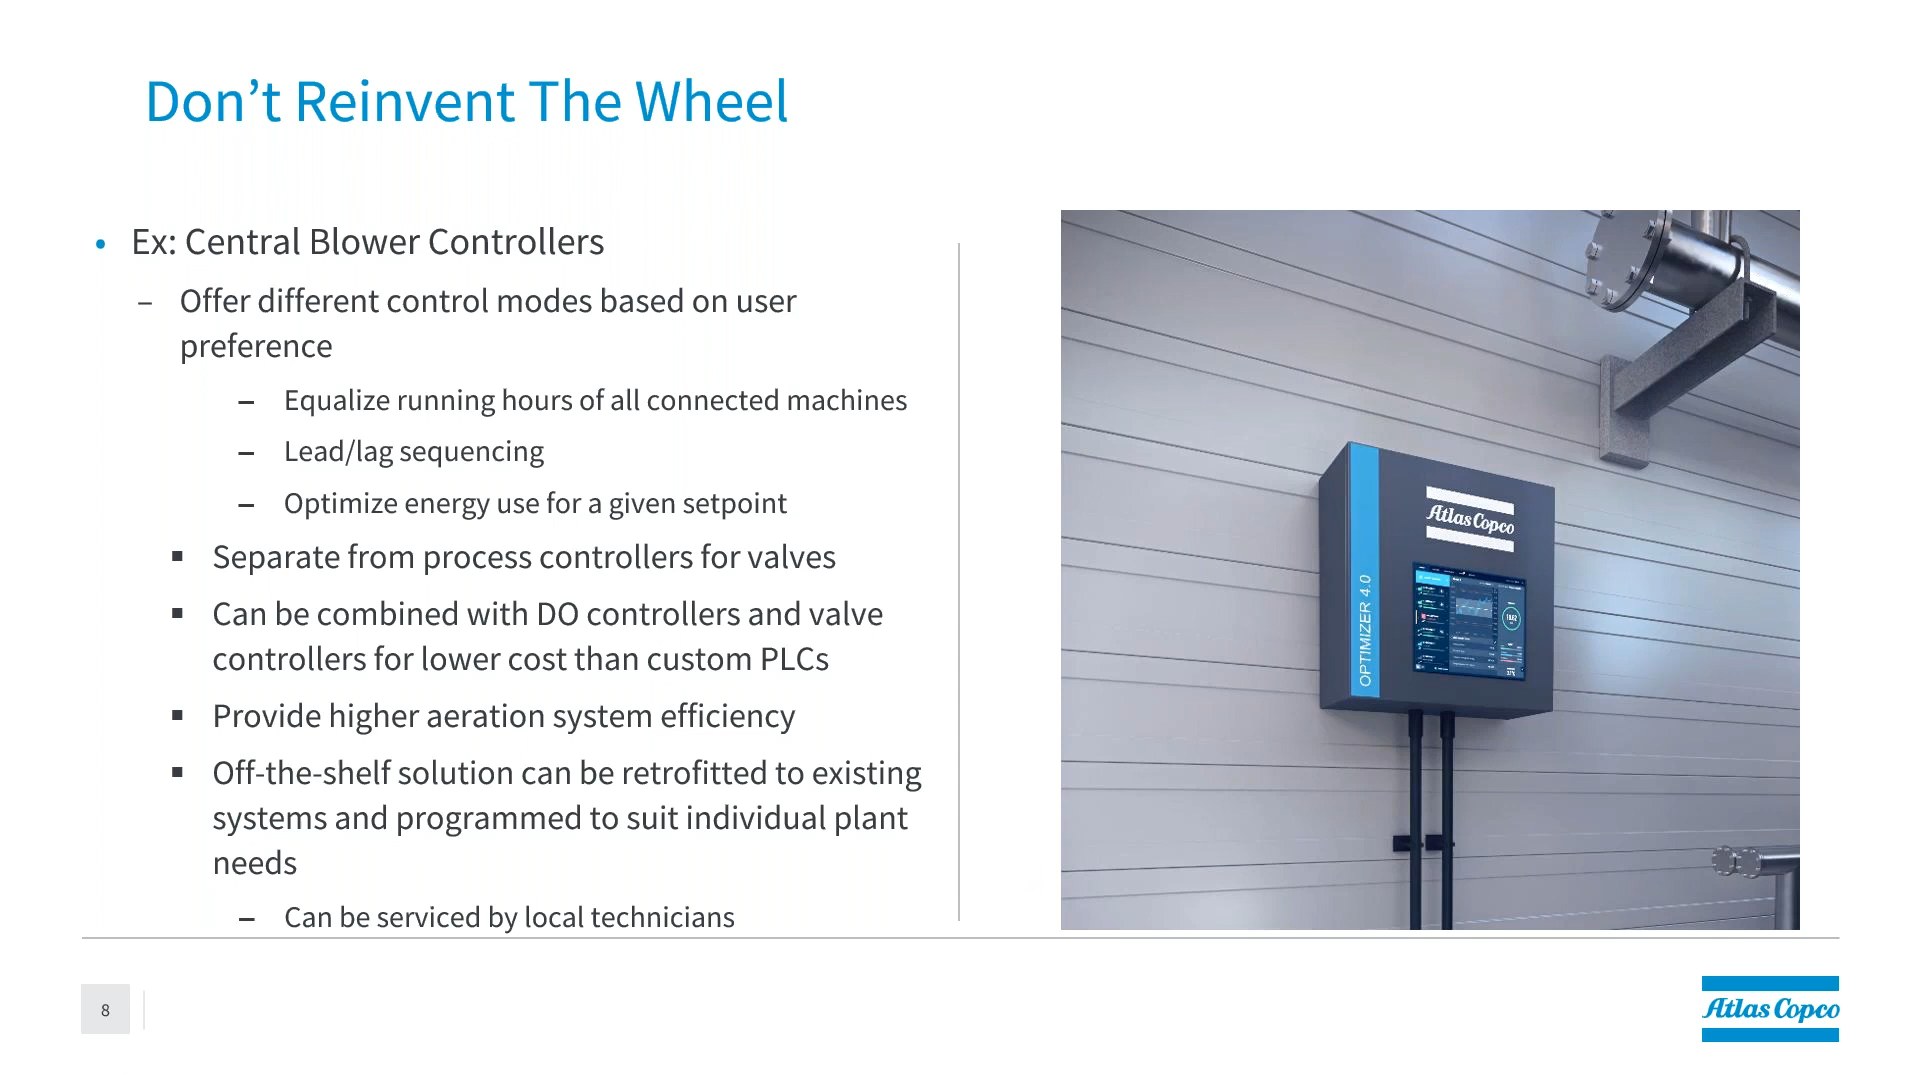 Don’t Reinvent The Wheel
• Ex: Central Blower Controllers
– Offer different control modes based on user
preference
– Equalize running hours of all connected machines
– Lead/lag sequencing
– Optimize energy use for a given setpoint
▪ Separate from process controllers for valves
▪ Can be combined with DO controllers and valve
controllers for lower cost than custom PLCs
▪ Provide higher aeration system efficiency
▪ Off-the-shelf solution can be retrofitted to existing
systems and programmed to suit individual plant
needs
– Can be serviced by local technicians
Atlas Copco
OPTIMIZER 4.0
8
Atlas Copco